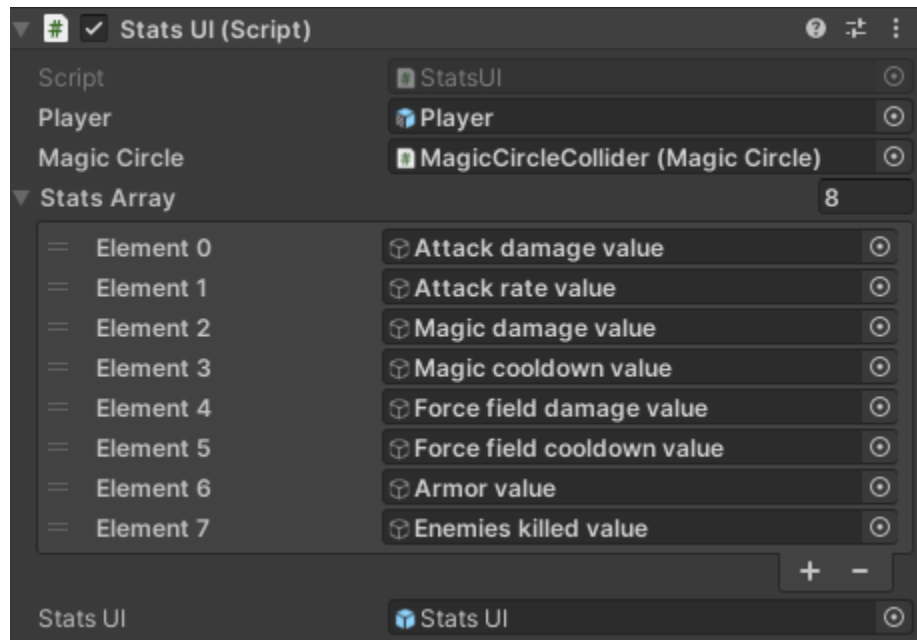 Stats UI (Script)
Script StatsUI
Player Player
Magic Circle MagicCircleCollider (Magic Circle)
Stats Array 8
Element 0 Attack damage value
Element 1 Attack rate value
Element 2 Magic damage value
Element 3 Magic cooldown value
Element 4 Force field damage value
Element 5 Force field cooldown value
Element 6 Armor value
Element 7 Enemies killed value
Stats UI Stats UI